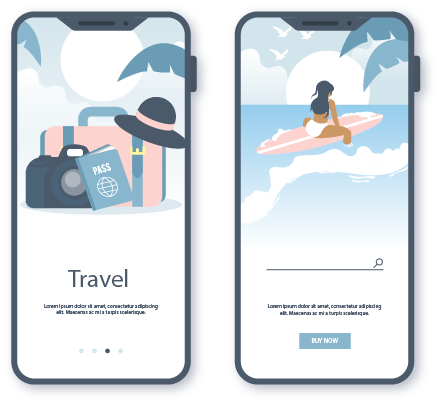 PASS
Travel
Lorem ipsum dolor sit amet, consectetur adipiscing
elit. Maecenas ac mi a turpis scelerisque.
Lorem ipsum dolor sit amet, consectetur adipiscing
elit. Maecenas ac mi a turpis scelerisque.
BUY NOW